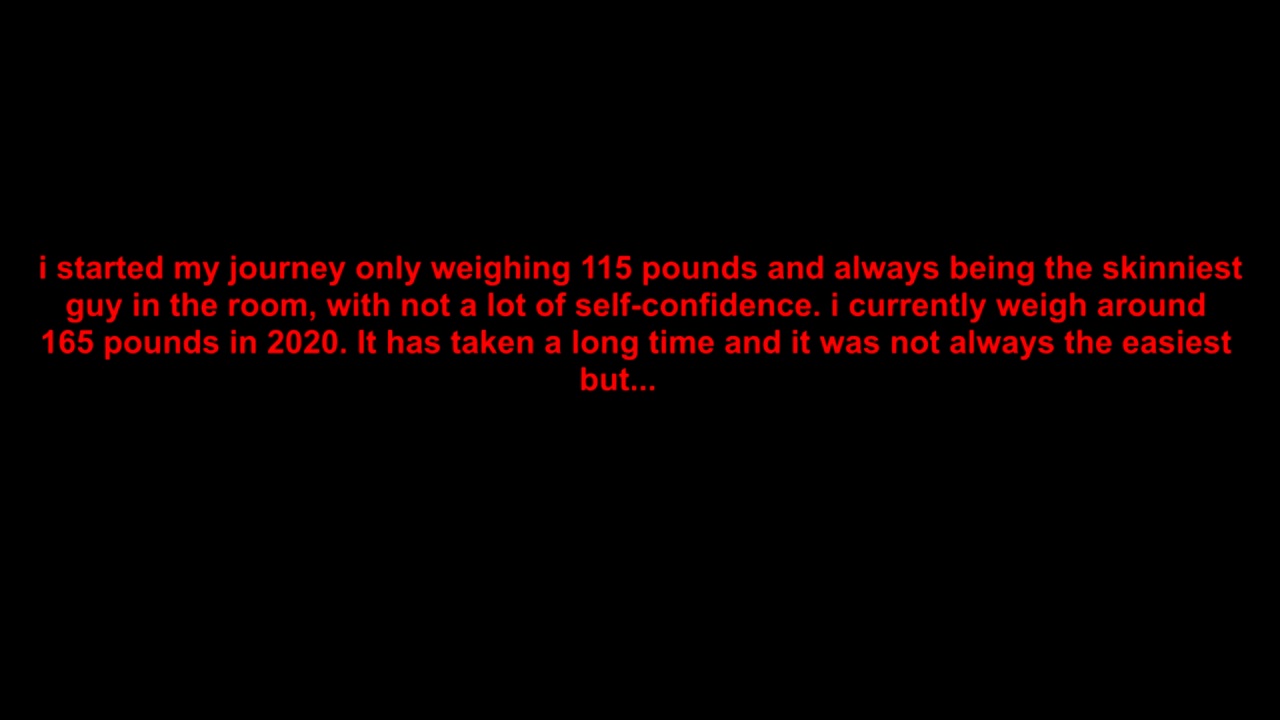 i started my journey only weighing 115 pounds and always being the skinniest
guy in the room, with not a lot of self-confidence. i currently weigh around
165 pounds in 2020. It has taken a long time and it was not always the easiest
but...